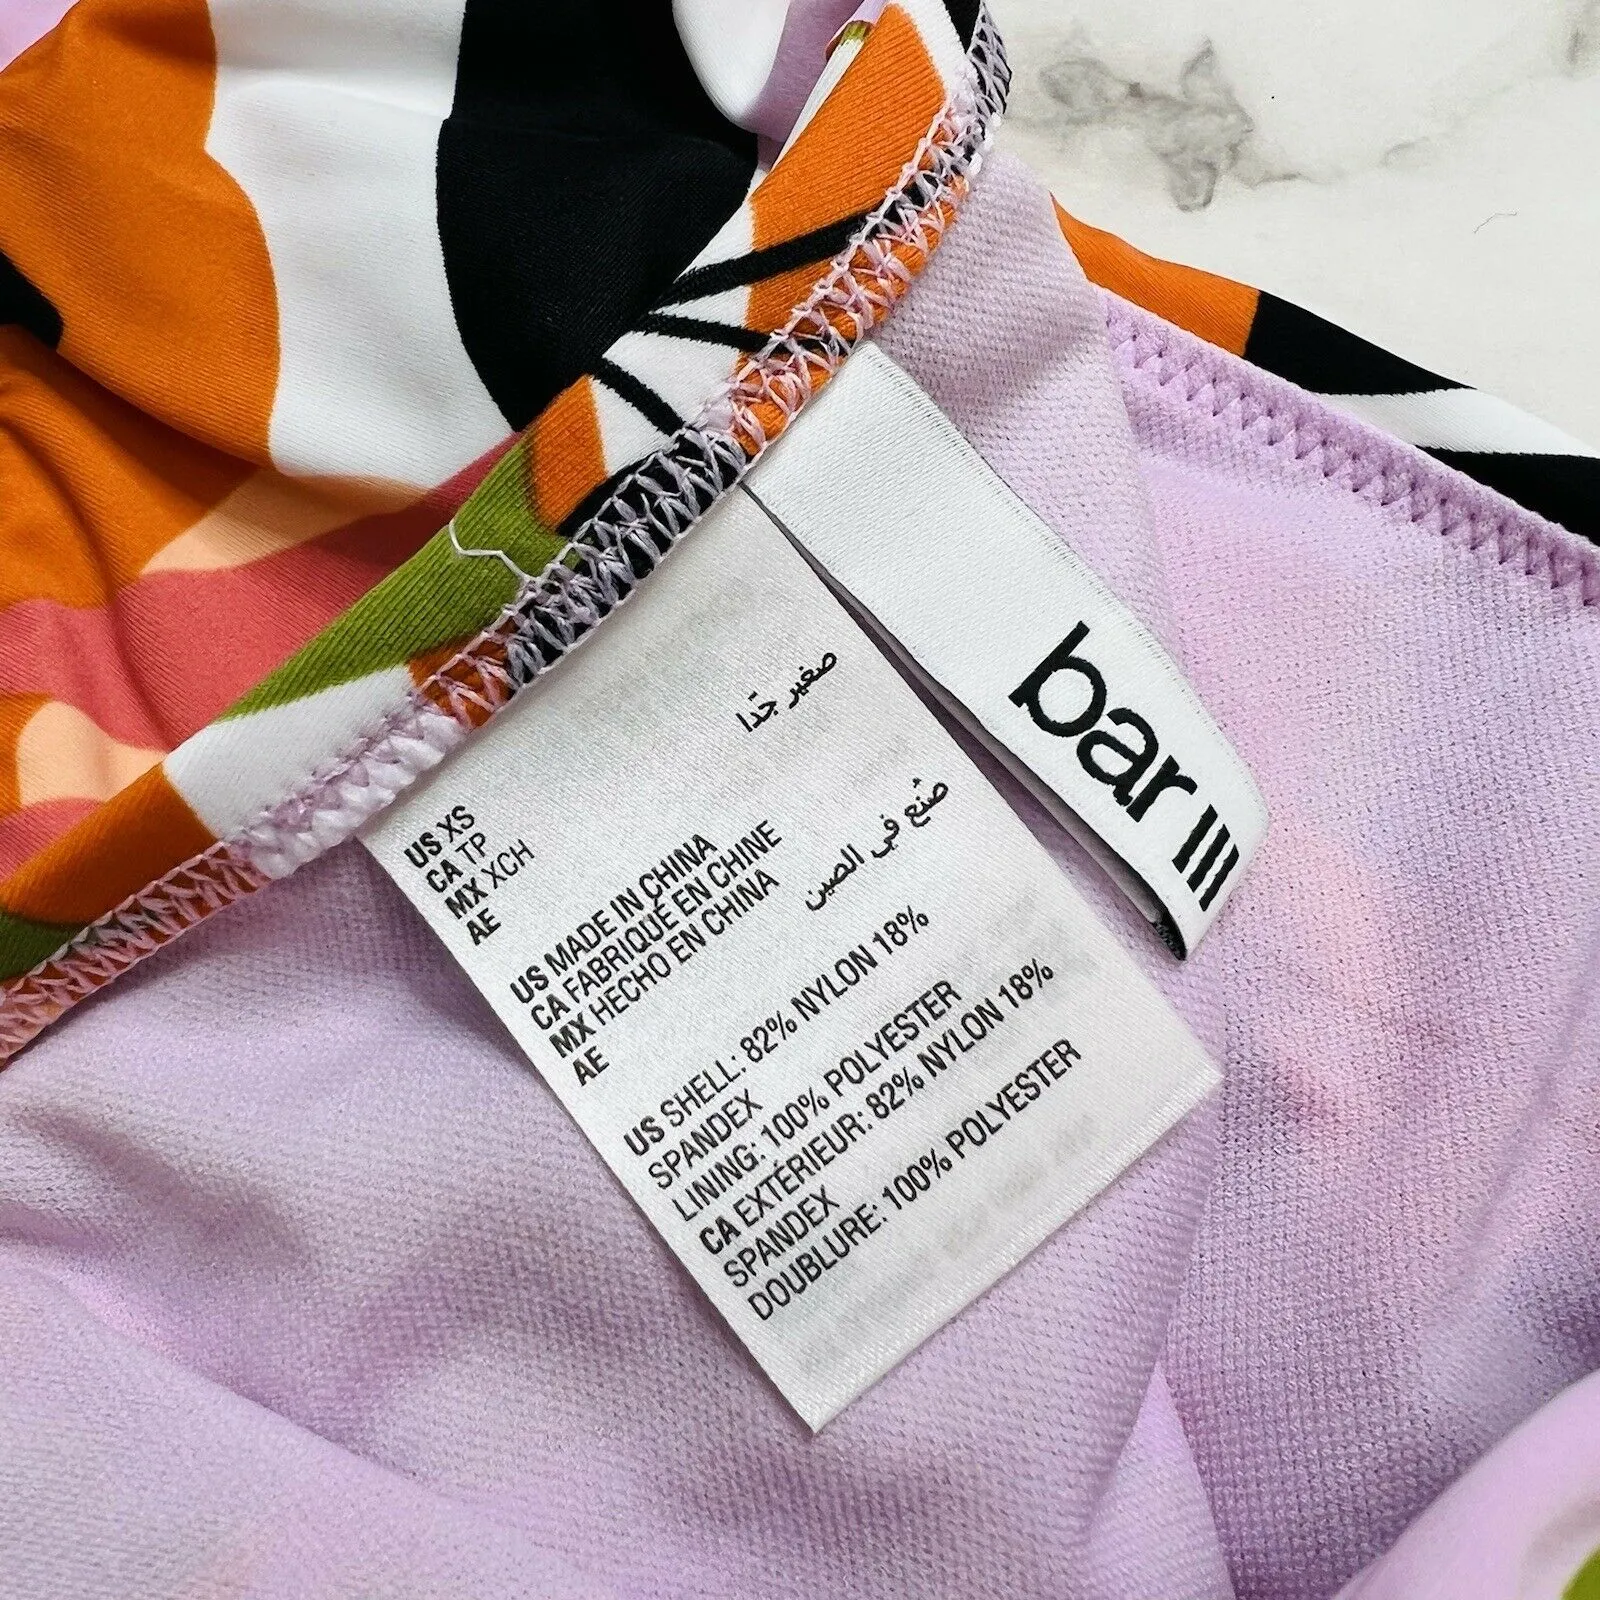 bar III
US XS
CA TP
MX XCH
AE صغير جدًا
US MADE IN CHINA
CA FABRIQUÉ EN CHINE
MX HECHO EN CHINA
AE صُنع في الصين
US SHELL: 82% NYLON 18%
SPANDEX
LINING: 100% POLYESTER
CA EXTÉRIEUR: 82% NYLON 18%
SPANDEX
DOUBLURE: 100% POLYESTER